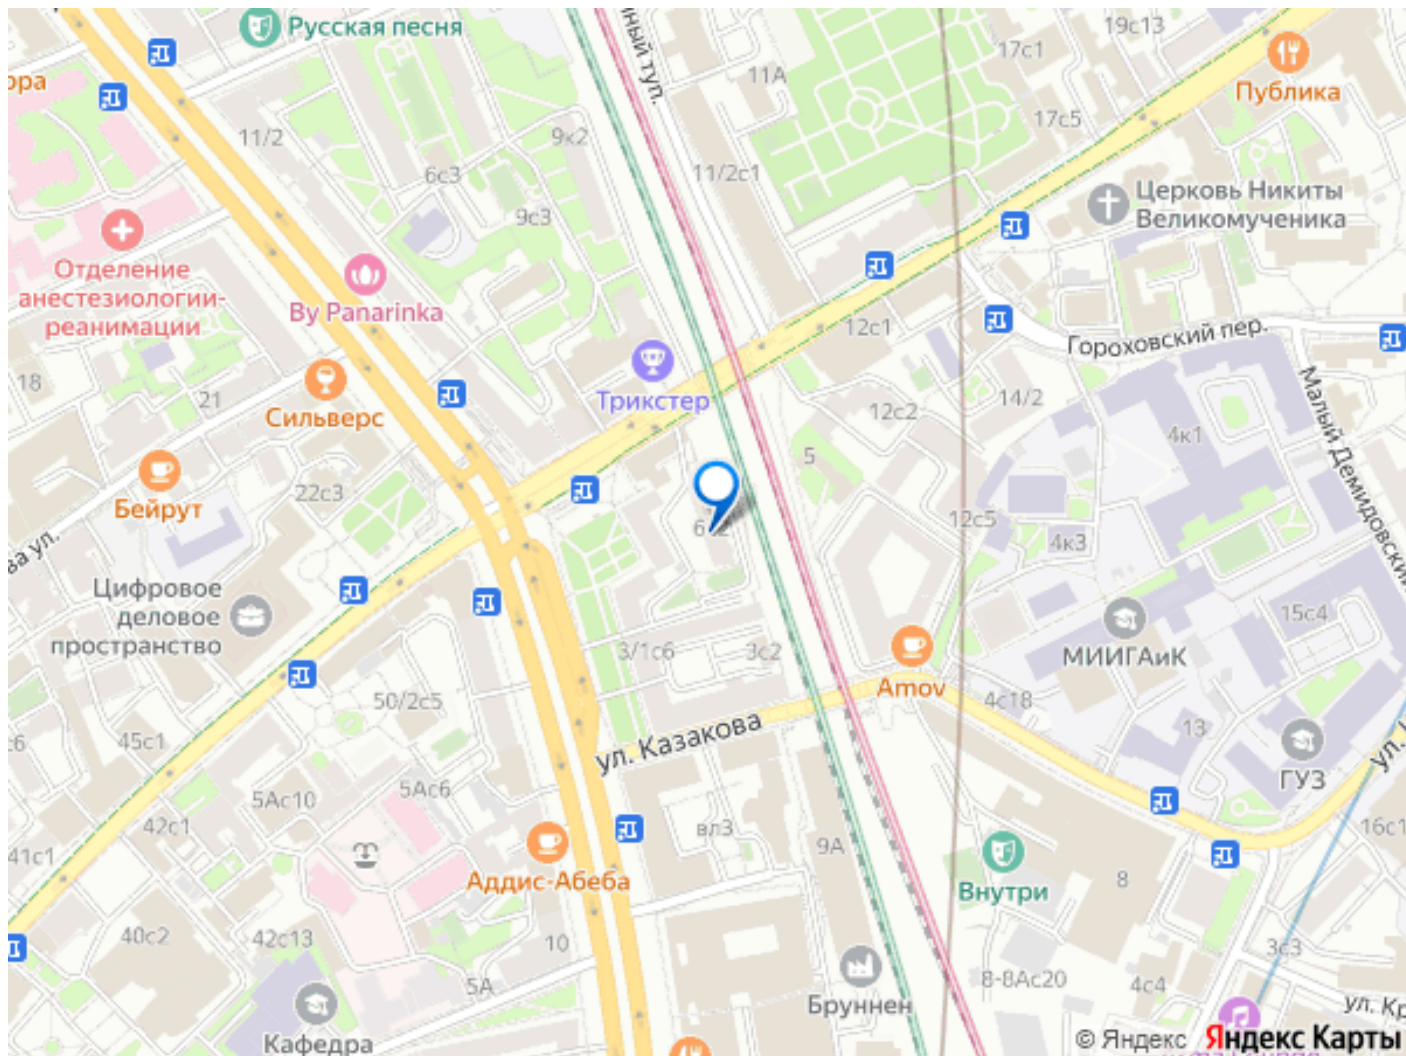 Русская песня
19с13
17с1
Публика
11А
17с5
11/2
9к2
11/2с1
6с3
9с3
Церковь Никиты
Великомученика
Отделение
анестезиологии-
реанимации
By Panarinka
12с1
Гороховский пер.
18
21
Сильверс
Трикстер
12с2
14/2
Малый Демидовский
4к1
5
22с3
Бейрут
12с5
4к3
Цифровое
деловое
пространство
15с4
3/1с6
3с2
МИИГАиК
Amov
4с18
50/2с5
13
45с1
ул. Казакова
ГУЗ
5Ас10
5Ас6
42с1
вл3
9А
16с1
41с1
Аддис-Абеба
Внутри
8
40с2
42с13
10
3с3
5А
8-8Ас20
4с4
Бруннен
Кафедра
© Яндекс Яндекс Карты